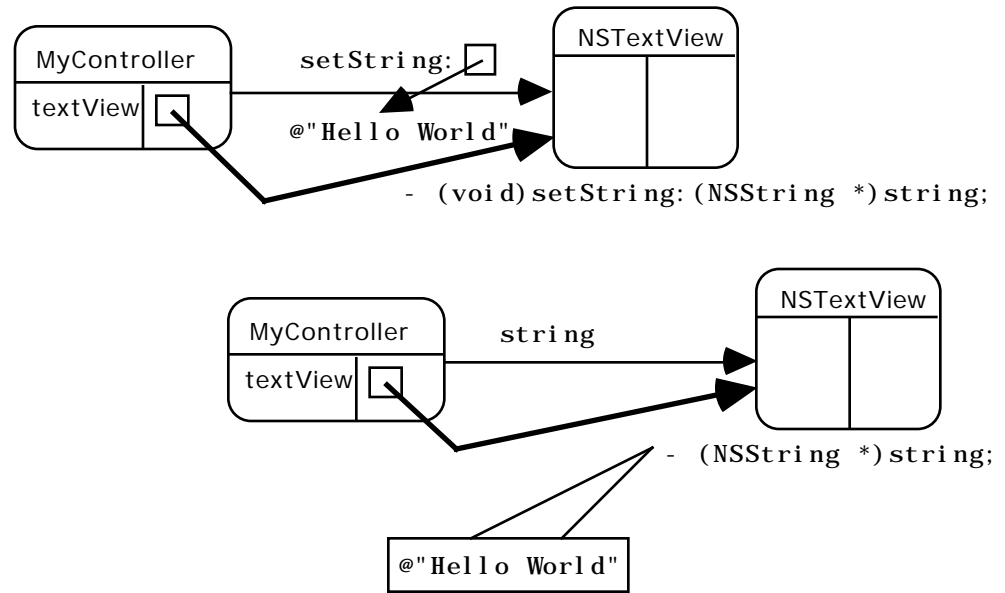 MyController
textView
setString:
@"Hello World"
NSTextView
- (void)setString:(NSString *)string;
MyController
textView
string
NSTextView
- (NSString *)string;
@"Hello World"